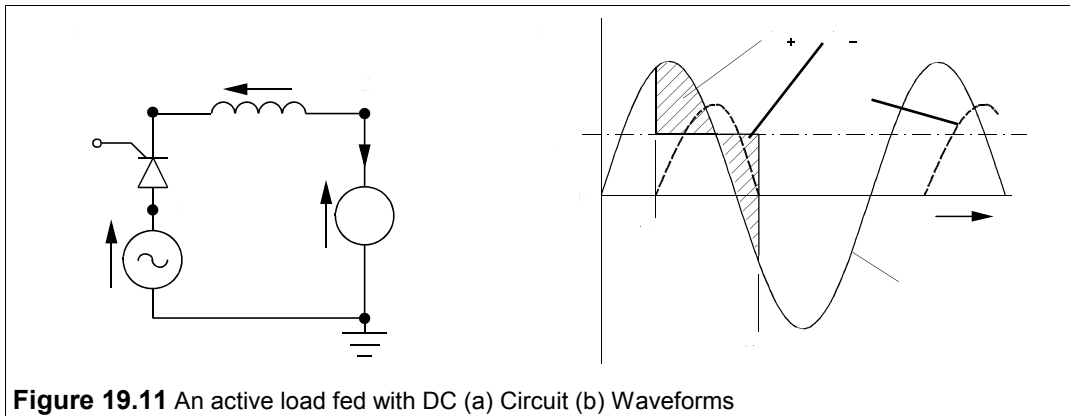 + −
Figure 19.11 An active load fed with DC (a) Circuit (b) Waveforms